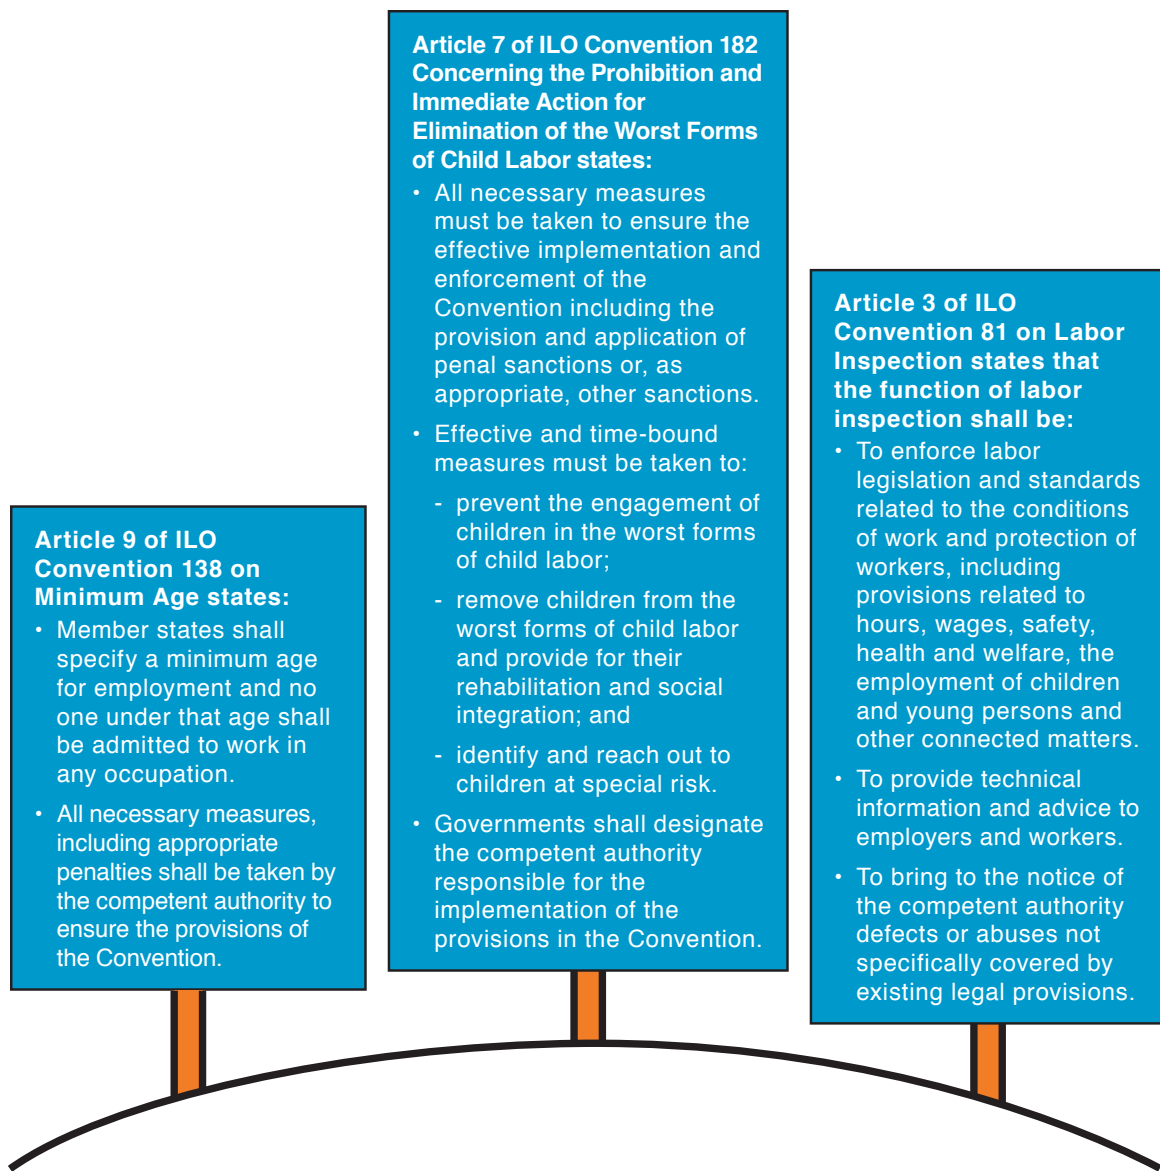 Article 9 of ILO
Convention 138 on
Minimum Age states:
• Member states shall
specify a minimum age
for employment and no
one under that age shall
be admitted to work in
any occupation.
• All necessary measures,
including appropriate
penalties shall be taken by
the competent authority to
ensure the provisions of
the Convention.
Article 7 of ILO Convention 182
Concerning the Prohibition and
Immediate Action for
Elimination of the Worst Forms
of Child Labor states:
• All necessary measures
must be taken to ensure the
effective implementation and
enforcement of the
Convention including the
provision and application of
penal sanctions or, as
appropriate, other sanctions.
• Effective and time-bound
measures must be taken to:
- prevent the engagement of
children in the worst forms
of child labor;
- remove children from the
worst forms of child labor
and provide for their
rehabilitation and social
integration; and
- identify and reach out to
children at special risk.
• Governments shall designate
the competent authority
responsible for the
implementation of the
provisions in the Convention.
Article 3 of ILO
Convention 81 on Labor
Inspection states that
the function of labor
inspection shall be:
• To enforce labor
legislation and standards
related to the conditions
of work and protection of
workers, including
provisions related to
hours, wages, safety,
health and welfare, the
employment of children
and young persons and
other connected matters.
• To provide technical
information and advice to
employers and workers.
• To bring to the notice of
the competent authority
defects or abuses not
specifically covered by
existing legal provisions.